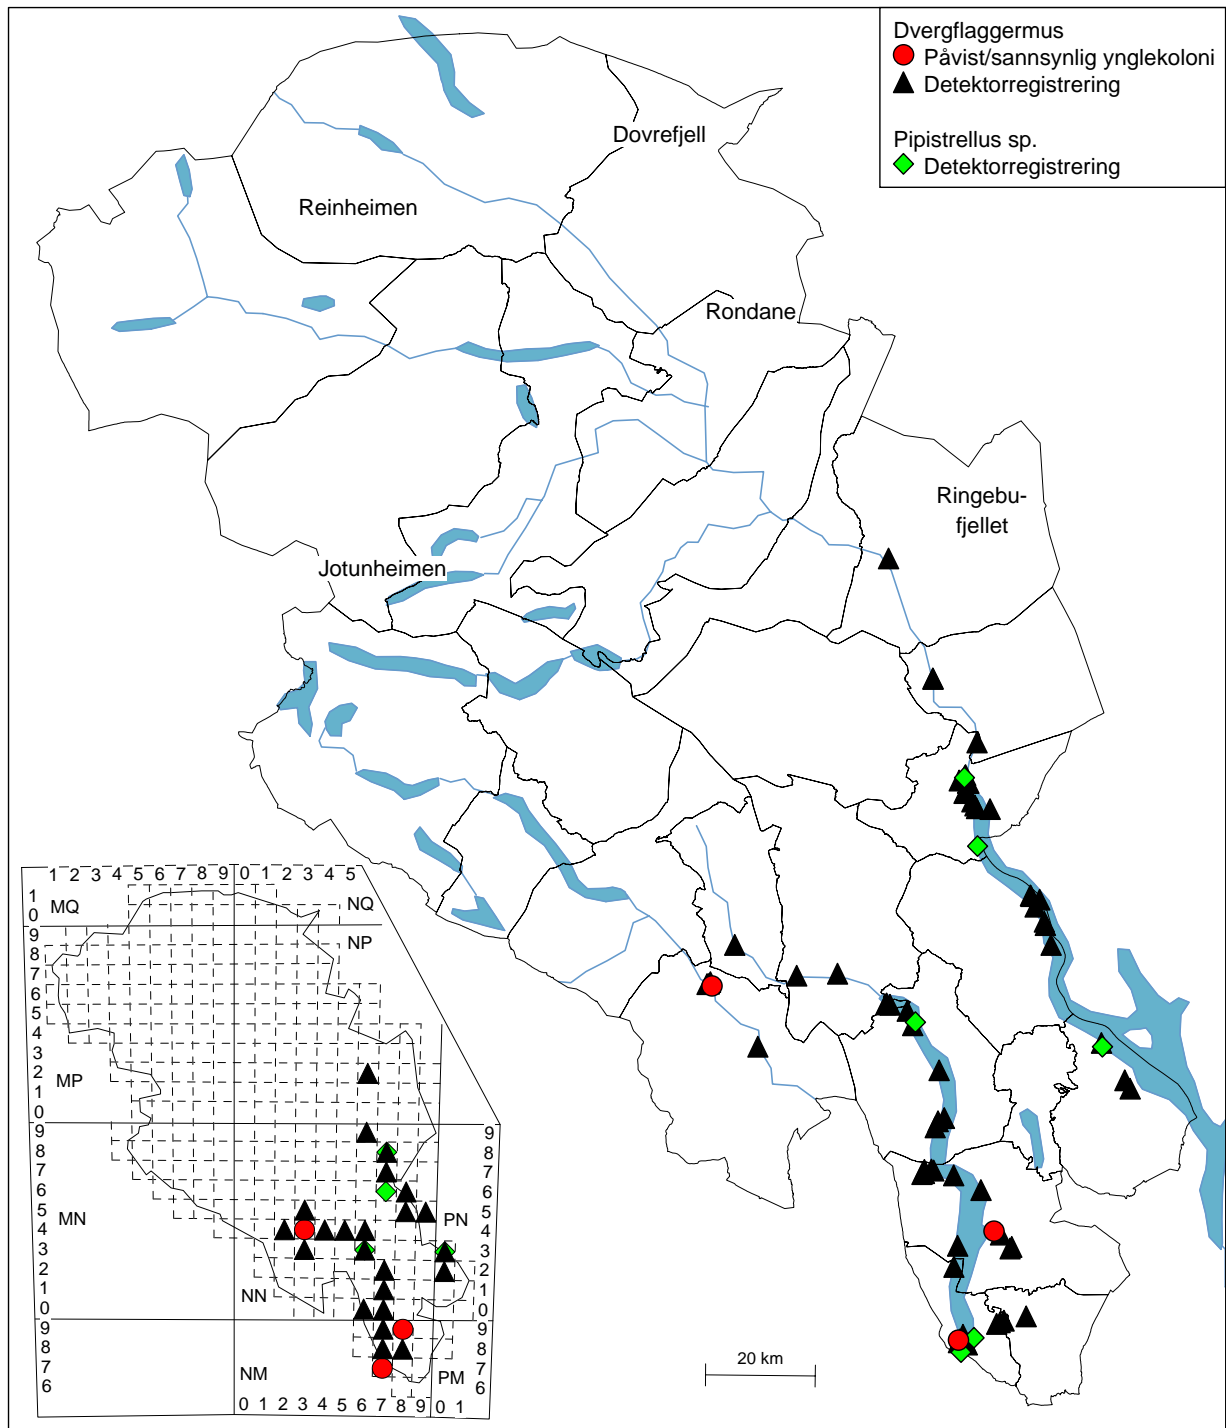 Dvergflaggermus
Påvist/sannsynlig ynglekoloni
Detektorregistrering
Pipistrellus sp.
Detektorregistrering
Dovrefjell
Reinheimen
Rondane
Ringebu-
fjellet
Jotunheimen
20 km
1 2 3 4 5 6 7 8 9 0 1 2 3 4 5
1
0
9
8
7
6
5
4
3
2
1
0
9
8
7
6
5
4
3
2
1
0
9
8
7
6
MQ
NQ
NP
MP
MN
PN
NN
NM
PM
9
8
7
6
5
4
3
2
1
0
9
8
7
6
0 1 2 3 4 5 6 7 8 9 0 1